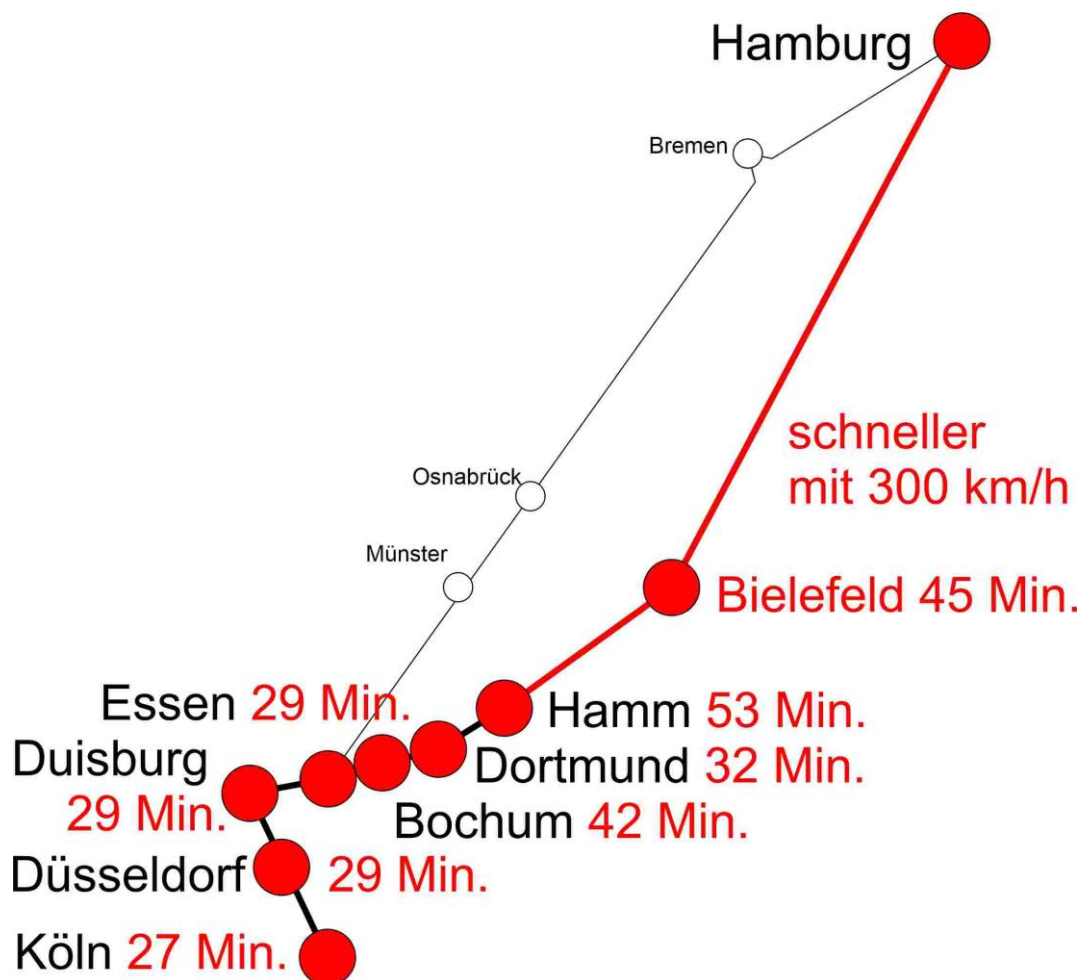 Hamburg
Bremen
schneller
mit 300 km/h
Osnabrück
Münster
Bielefeld 45 Min.
Essen 29 Min.
Hamm 53 Min.
Duisburg
29 Min.
Dortmund 32 Min.
Bochum 42 Min.
Düsseldorf 29 Min.
Köln 27 Min.